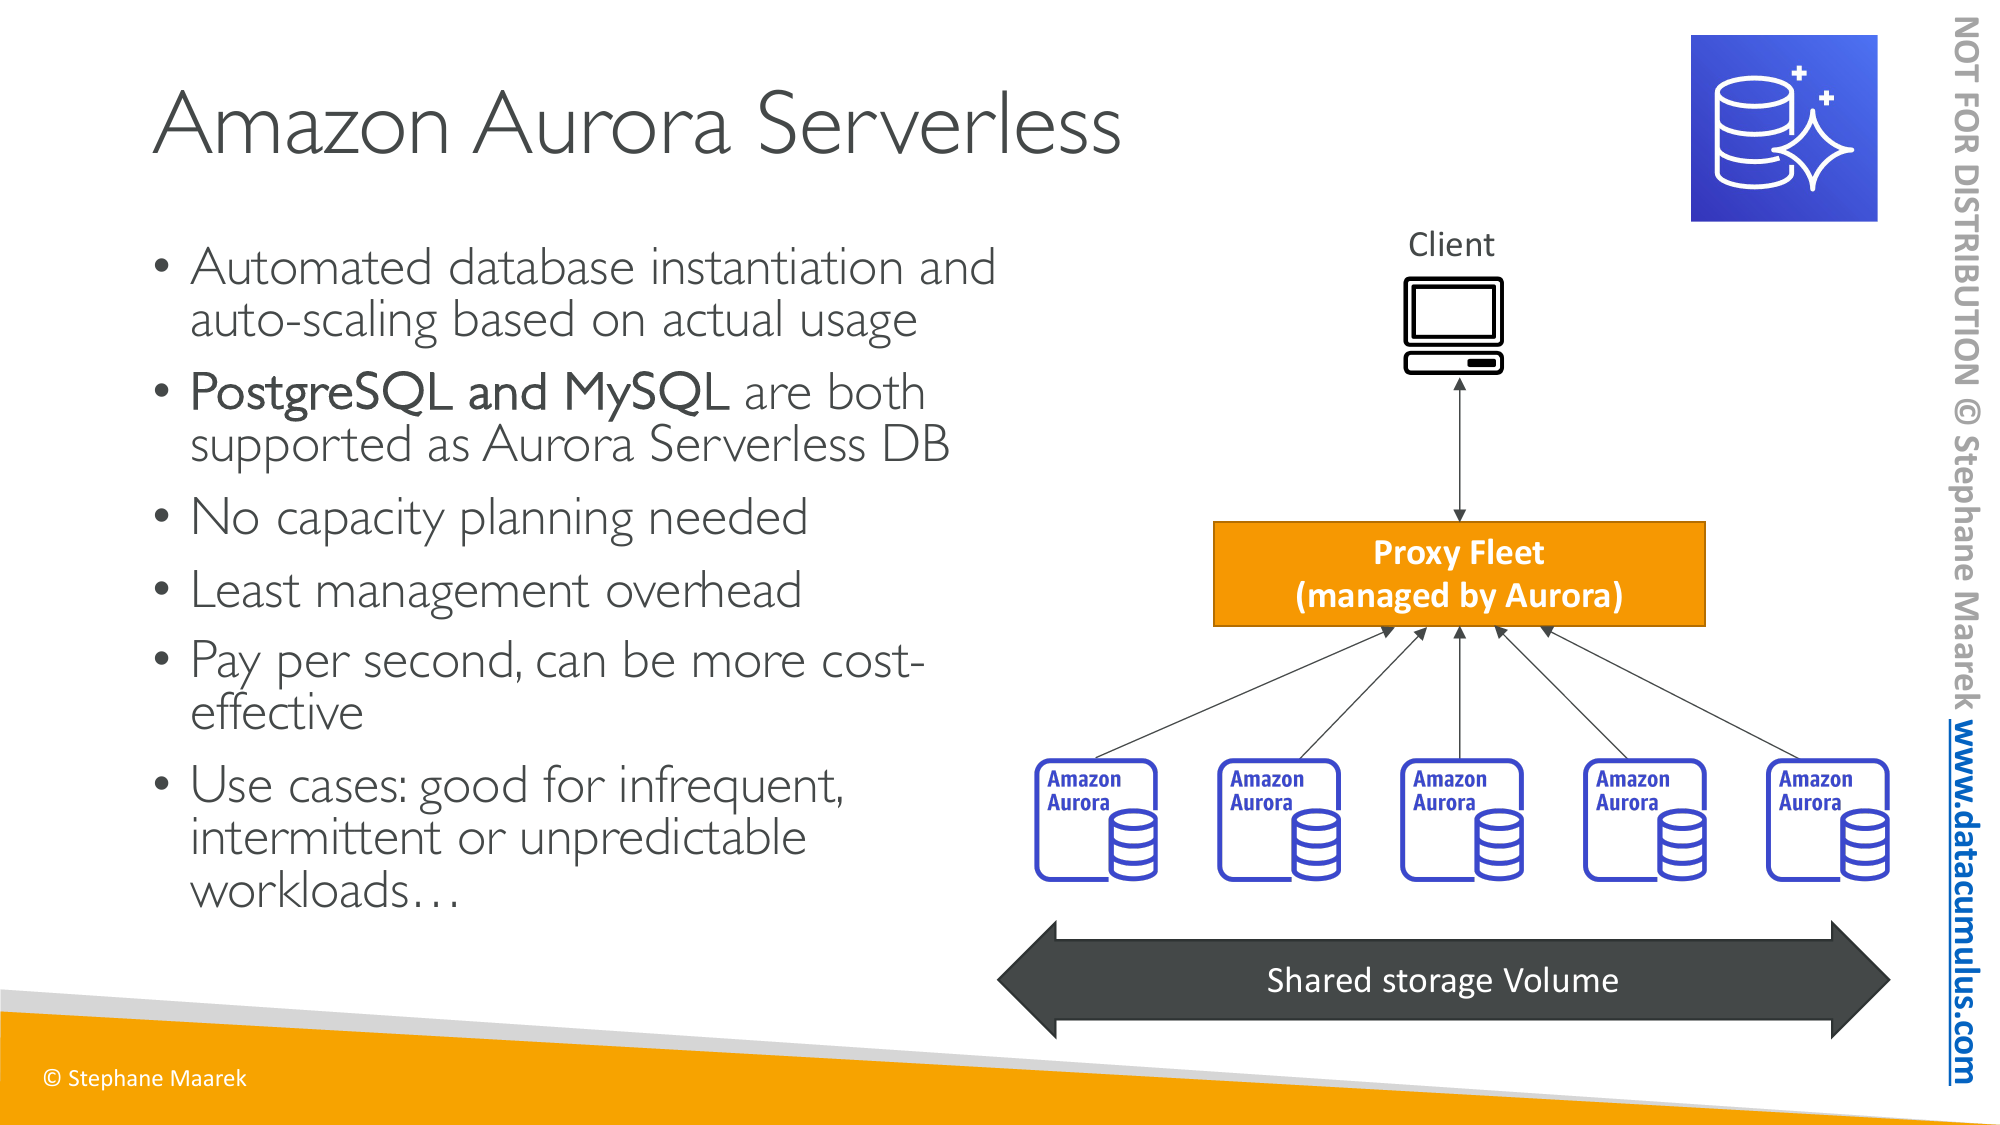 Amazon Aurora Serverless
• Automated database instantiation and
auto-scaling based on actual usage
• PostgreSQL and MySQL are both
supported as Aurora Serverless DB
• No capacity planning needed
• Least management overhead
• Pay per second, can be more cost-
effective
• Use cases: good for infrequent,
intermittent or unpredictable
workloads…
Client
Proxy Fleet
(managed by Aurora)
Amazon
Aurora
Amazon
Aurora
Amazon
Aurora
Amazon
Aurora
Amazon
Aurora
Shared storage Volume
© Stephane Maarek
NOT FOR DISTRIBUTION © Stephane Maarek www.datacumulus.com